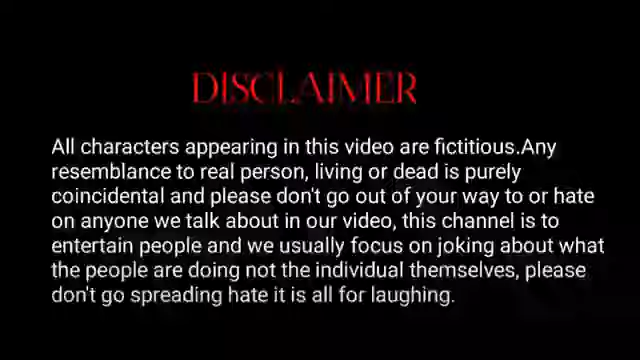 DISCLAIMER
All characters appearing in this video are fictitious.Any
resemblance to real person, living or dead is purely
coincidental and please don't go out of your way to or hate
on anyone we talk about in our video, this channel is to
entertain people and we usually focus on joking about what
the people are doing not the individual themselves, please
don't go spreading hate it is all for laughing.